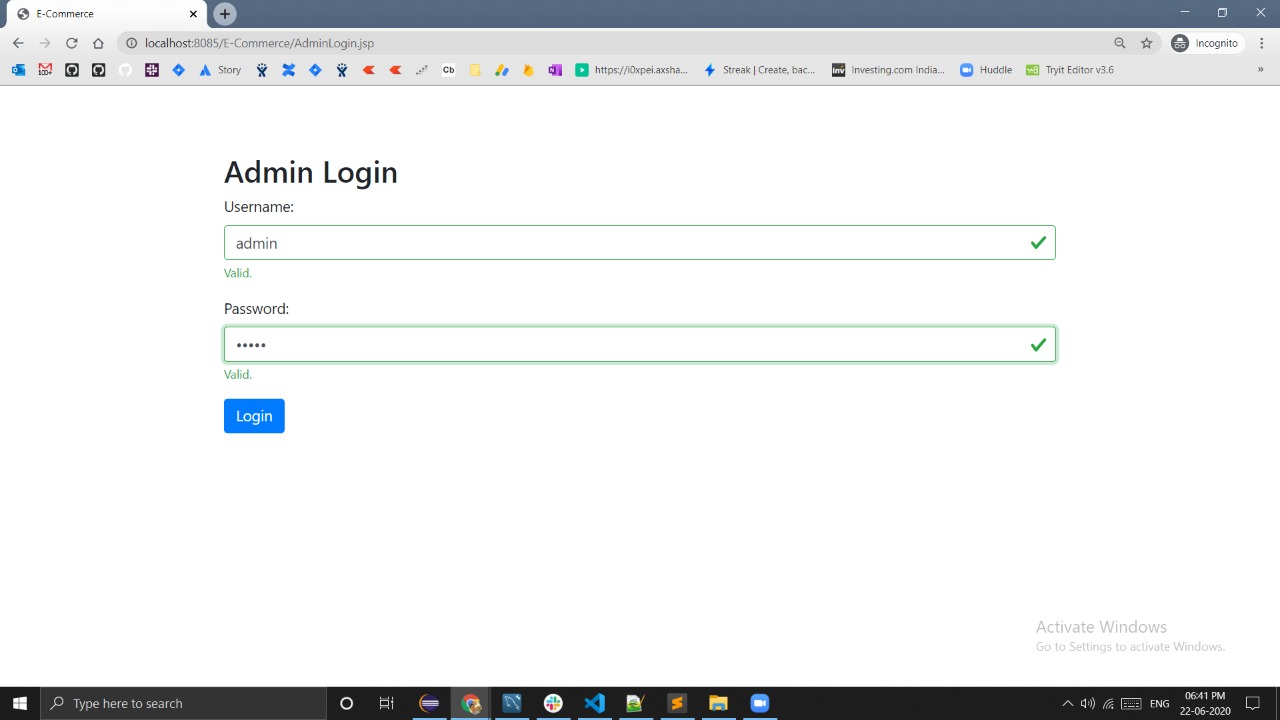 E-Commerce
localhost:8085/E-Commerce/AdminLogin.jsp
Incognito
Story
Cb
https://i0xpei.axsha...
Streak | Create, bac...
Inv
Investing.com India...
Huddle
Tryit Editor v3.6
»
Admin Login
Username:
admin
Valid.
Password:
•••••
Valid.
Login
Activate Windows
Go to Settings to activate Windows.
Type here to search
ENG
06:41 PM
22-06-2020